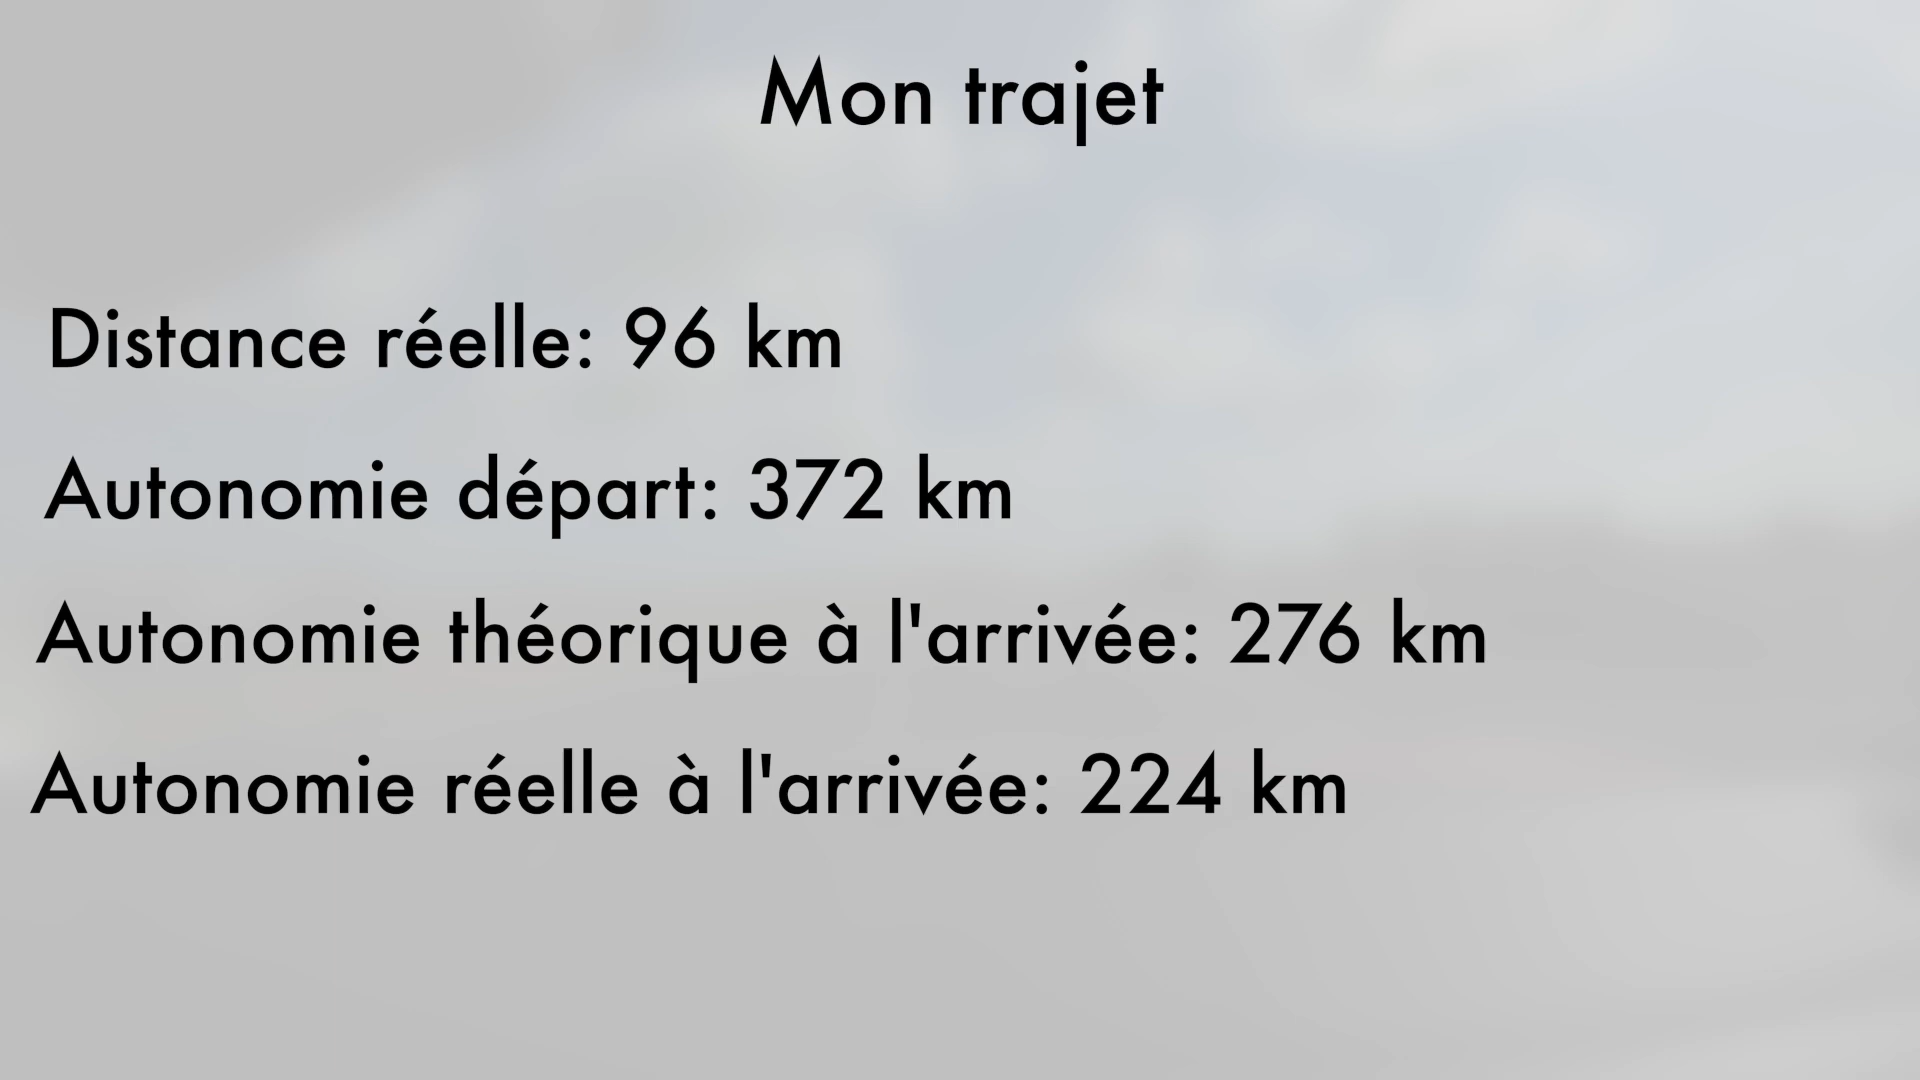 Mon trajet
Distance réelle: 96 km
Autonomie départ: 372 km
Autonomie théorique à l'arrivée: 276 km
Autonomie réelle à l'arrivée: 224 km